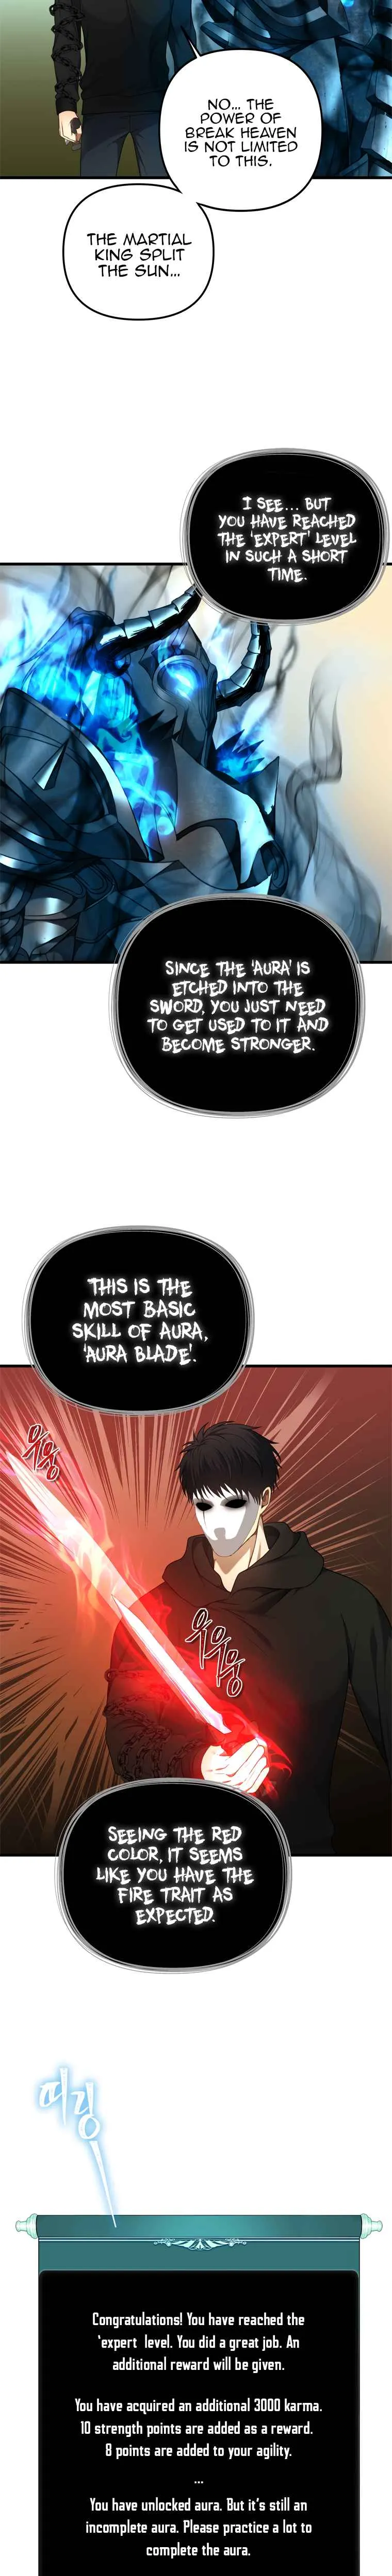 NO... THE
POWER OF
BREAK HEAVEN
IS NOT LIMITED
TO THIS.
THE MARTIAL
KING SPLIT
THE SUN...
I SEE... BUT
YOU HAVE REACHED
THE 'EXPERT' LEVEL
IN SUCH A SHORT
TIME.
SINCE THE 'AURA' IS
ETCHED INTO THE
SWORD, YOU JUST NEED
TO GET USED TO IT AND
BECOME STRONGER.
THIS IS THE
MOST BASIC
SKILL OF AURA,
'AURA BLADE'.
우웅
우우웅
SEEING THE RED
COLOR, IT SEEMS
LIKE YOU HAVE THE
FIRE TRAIT AS
EXPECTED.
띠링
Congratulations! You have reached the
'expert level. You did a great job. An
additional reward will be given.
You have acquired an additional 3000 karma.
10 strength points are added as a reward.
8 points are added to your agility.
...
You have unlocked aura. But it's still an
incomplete aura. Please practice a lot to
complete the aura.